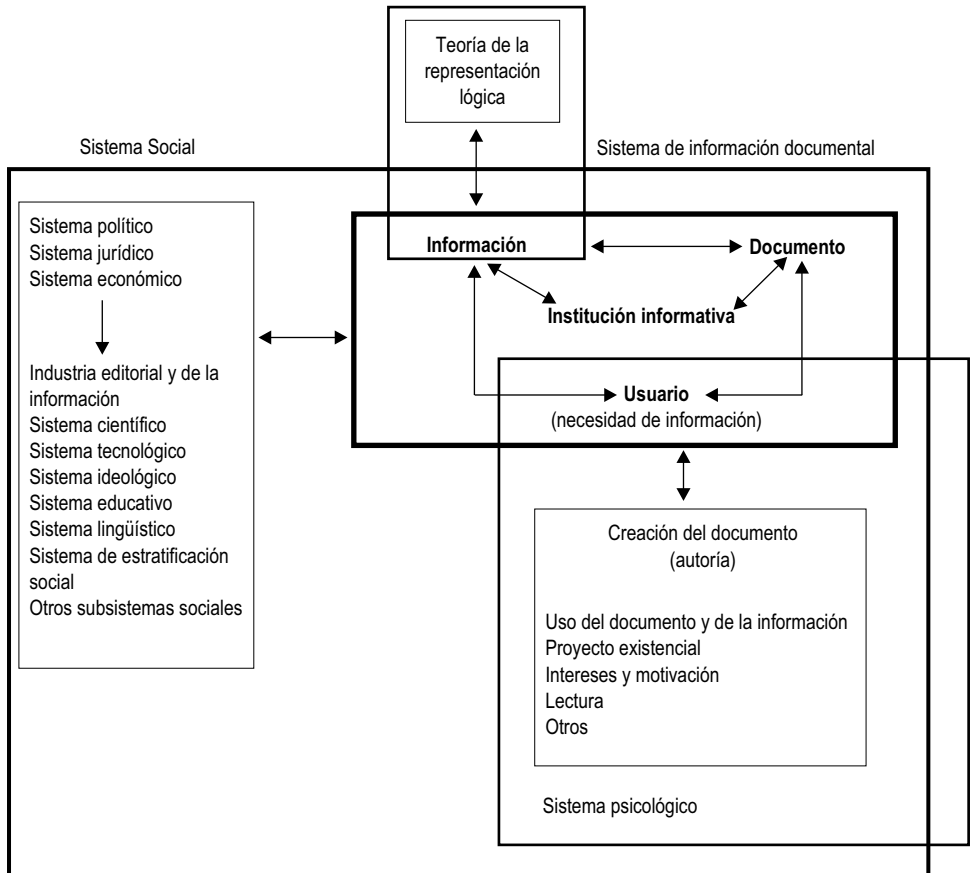 Teoría de la
representación
lógica
Sistema Social
Sistema de información documental
Sistema político
Sistema jurídico
Sistema económico
Industria editorial y de la
información
Sistema científico
Sistema tecnológico
Sistema ideológico
Sistema educativo
Sistema lingüístico
Sistema de estratificación
social
Otros subsistemas sociales
Información
Documento
Institución informativa
Usuario
(necesidad de información)
Creación del documento
(autoría)
Uso del documento y de la información
Proyecto existencial
Intereses y motivación
Lectura
Otros
Sistema psicológico